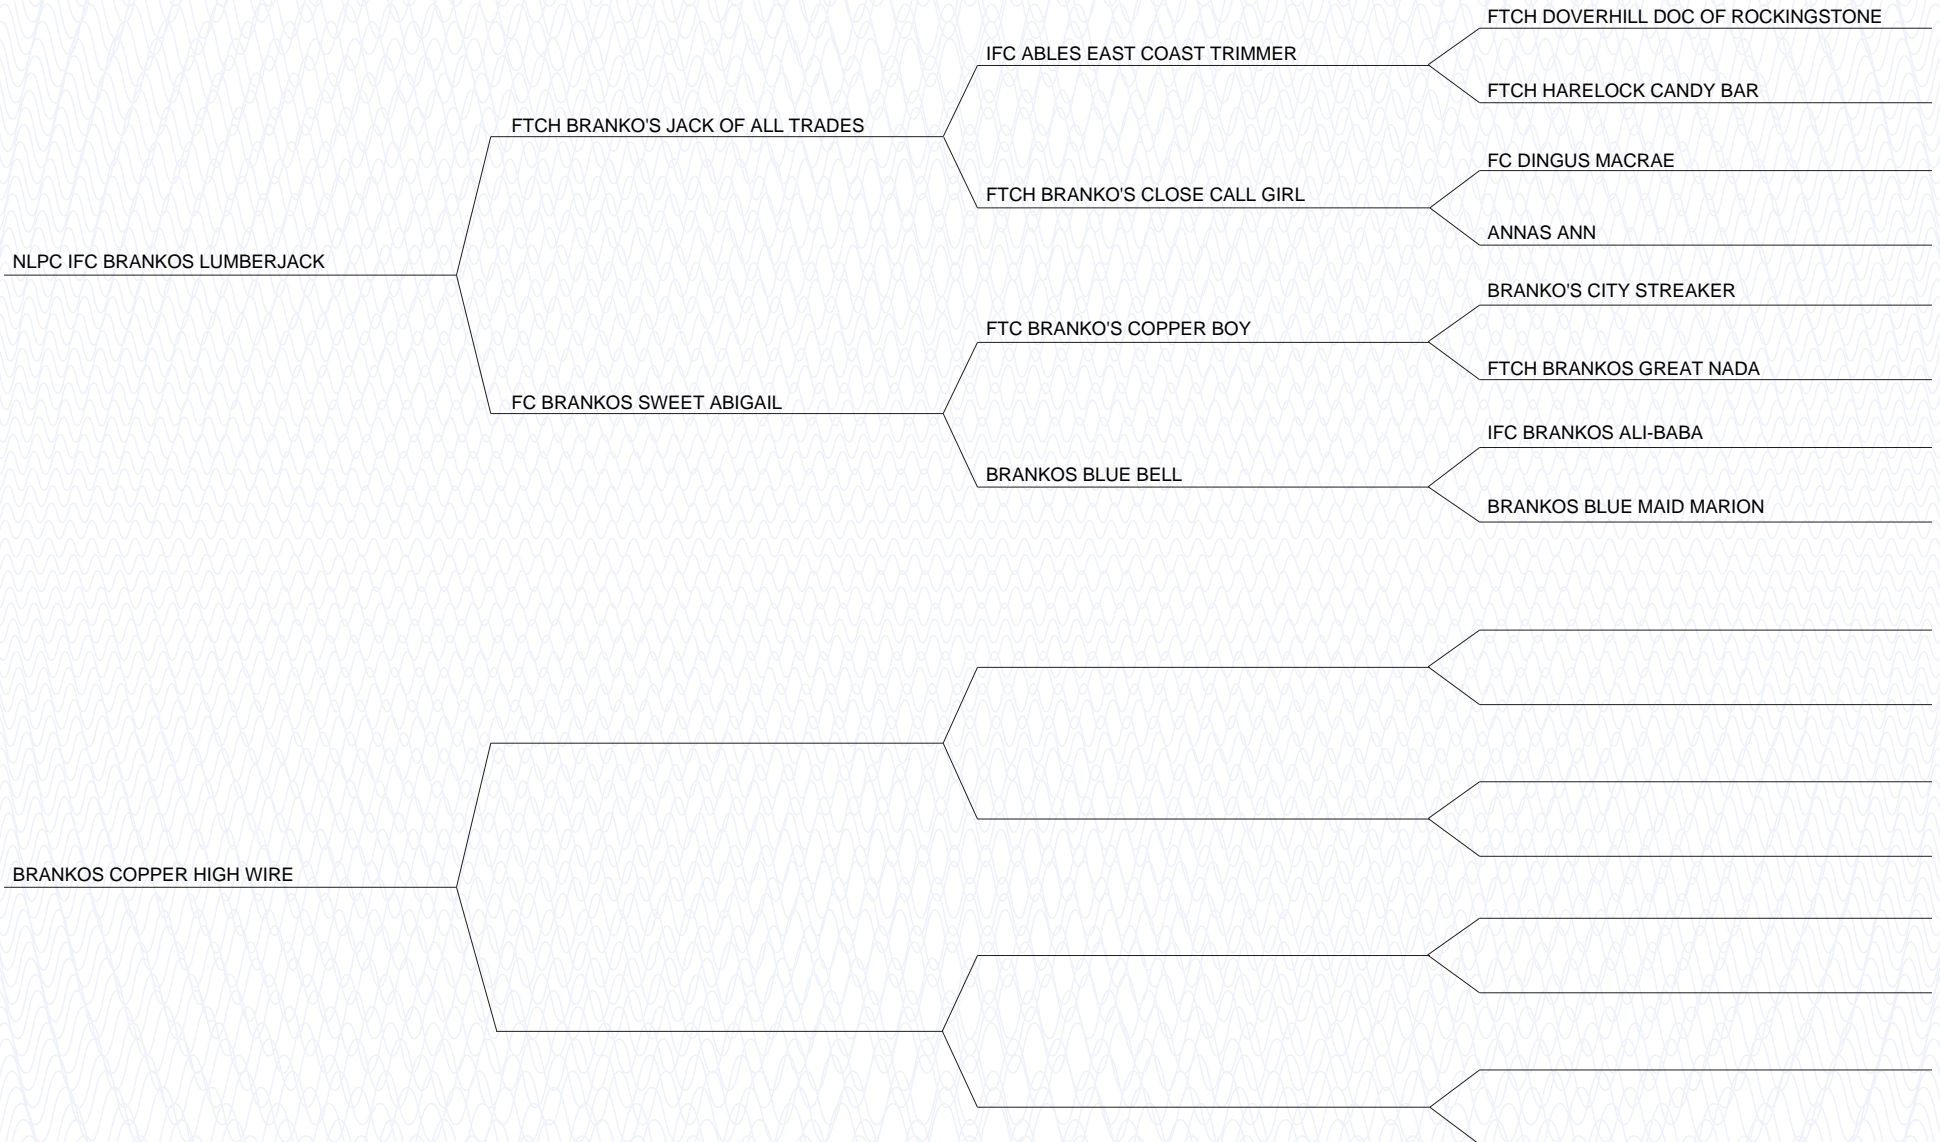 FTCH DOVERHILL DOC OF ROCKINGSTONE
IFC ABLES EAST COAST TRIMMER
FTCH HARELOCK CANDY BAR
FTCH BRANKO'S JACK OF ALL TRADES
FC DINGUS MACRAE
FTCH BRANKO'S CLOSE CALL GIRL
ANNAS ANN
NLPC IFC BRANKOS LUMBERJACK
BRANKO'S CITY STREAKER
FTC BRANKO'S COPPER BOY
FTCH BRANKOS GREAT NADA
FC BRANKOS SWEET ABIGAIL
IFC BRANKOS ALI-BABA
BRANKOS BLUE BELL
BRANKOS BLUE MAID MARION
BRANKOS COPPER HIGH WIRE